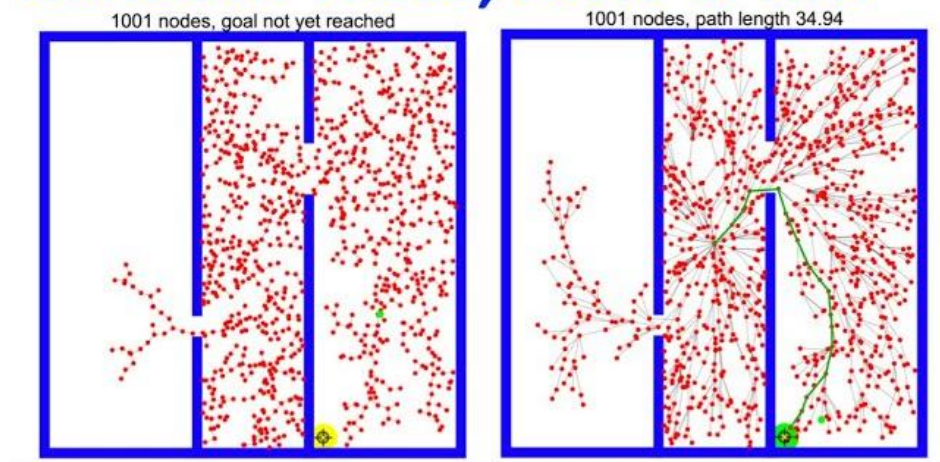 1001 nodes, goal not yet reached
1001 nodes, path length 34.94